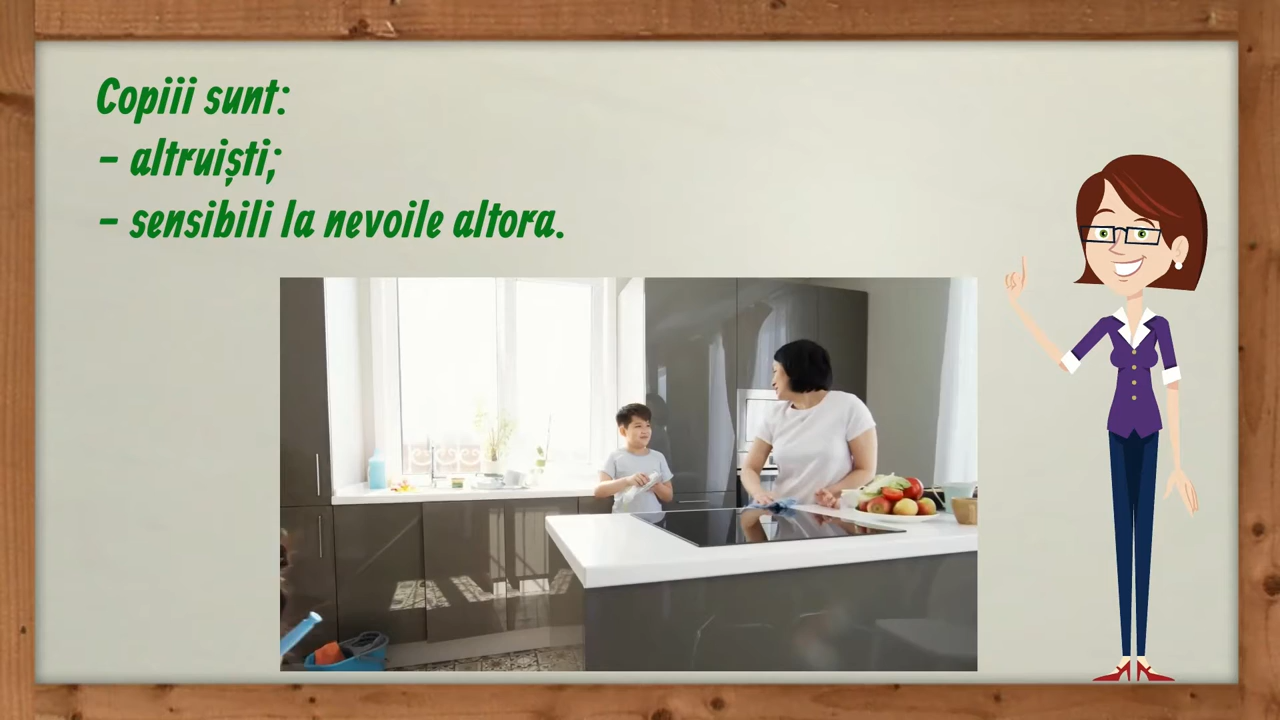 Copiii sunt:
- altruiști;
- sensibili la nevoile altora.